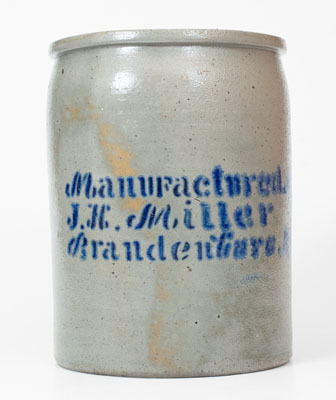 Manufactured.
J.H. Miller
Brandenburg,